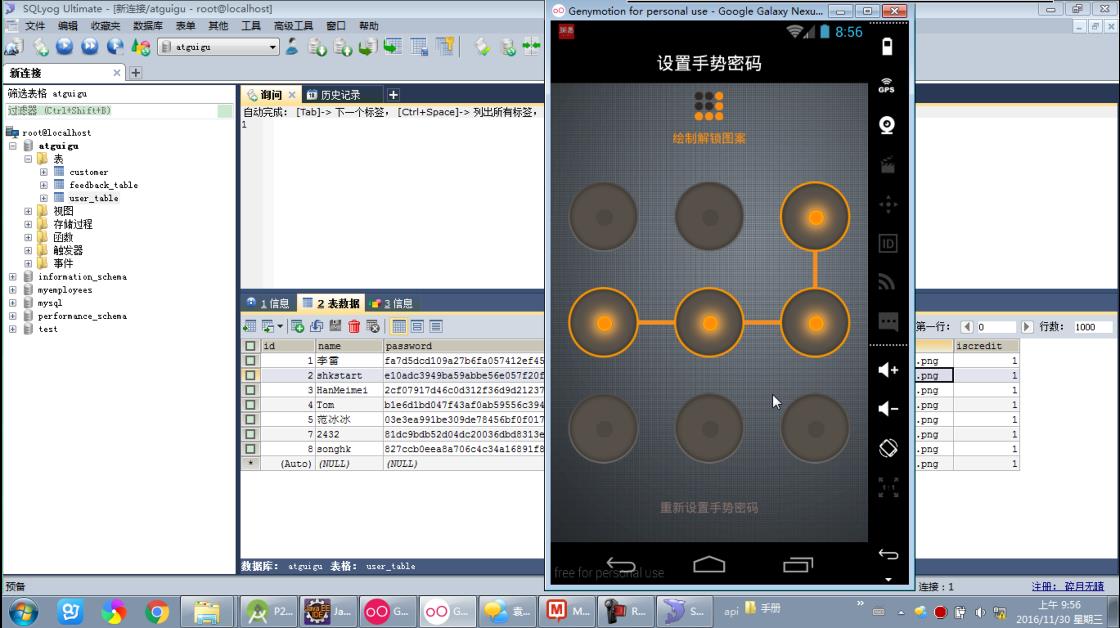 SQLyog Ultimate - [新连接/atguigu - root@localhost]
文件 编辑 收藏夹 数据库 表单 其他 工具 高级工具 窗口 帮助
atguigu
新连接
筛选表格 atguigu
过滤器 (Ctrl+Shift+B)
root@localhost
atguigu
表
customer
feedback_table
user_table
视图
存储过程
函数
触发器
事件
information_schema
myemployees
mysql
performance_schema
test
询问 历史记录
自动完成: [Tab]-> 下一个标签, [Ctrl+Space]-> 列出所有标签,
1
1 信息 2 表数据 3 信息
第一行: 0 行数: 1000
id name password iscredit
1 李雷 fa7d5dcd109a27b6fa057412ef45 .png 1
2 shkstart e10adc3949ba59abbe56e057f20f .png 1
3 HanMeimei 2cf07917d46c0d312f36d9d21237 .png 1
4 Tom b1e6d1bd047f43af0ab59556c394 .png 1
5 范冰冰 03e3ea991be309de78456bf0f017 .png 1
7 2432 81dc9bdb52d04dc20036dbd8313e .png 1
8 songhk 827ccb0eea8a706c4c34a16891f8 .png 1
(Auto) (NULL) (NULL) .png 1
数据库: atguigu 表格: user_table
预备
连接: 1
注册: 碎月无瞋
Genymotion for personal use - Google Galaxy Nexu...
8:56
设置手势密码
绘制解锁图案
重新设置手势密码
free for personal use
GPS
ID
1:1
P2...
Ja...
G...
G...
袁...
M...
R...
S...
api
手册
上午 9:56
2016/11/30 星期三